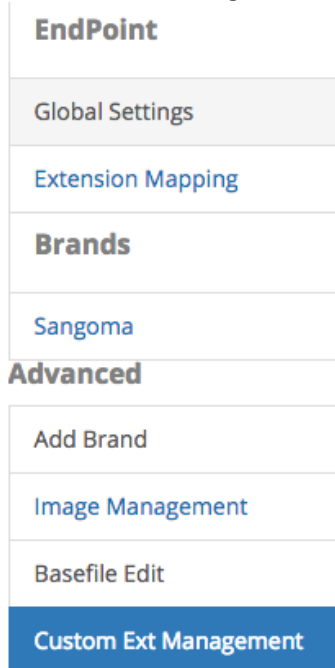 EndPoint
Global Settings
Extension Mapping
Brands
Sangoma
Advanced
Add Brand
Image Management
Basefile Edit
Custom Ext Management